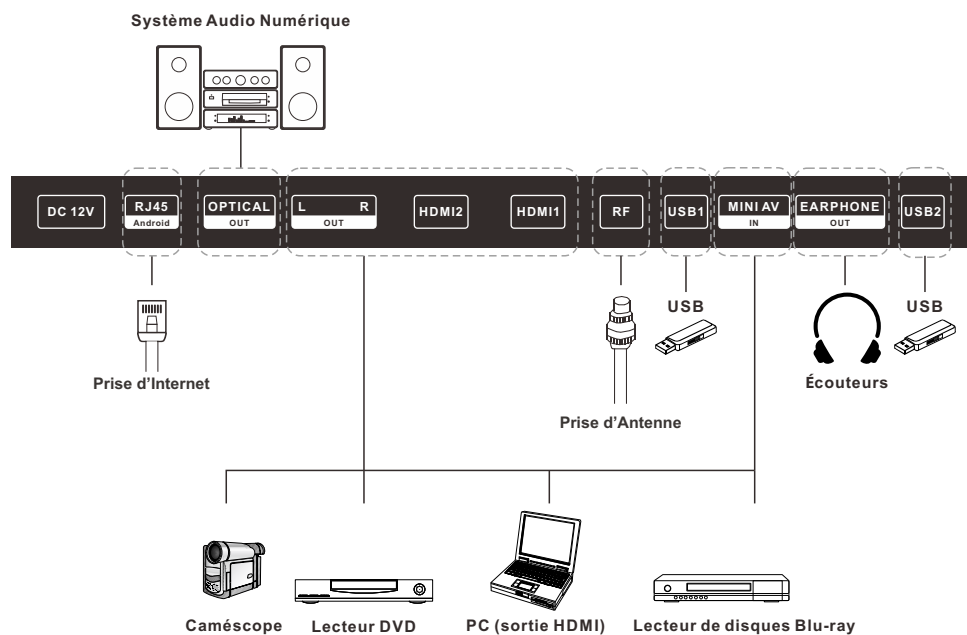 Système Audio Numérique
DC 12V
RJ45
Android
OPTICAL
OUT
L R
OUT
HDMI2
HDMI1
RF
USB1
MINI AV
IN
EARPHONE
OUT
USB2
Prise d’Internet
Prise d’Antenne
USB
Écouteurs
USB
Caméscope
Lecteur DVD
PC (sortie HDMI)
Lecteur de disques Blu-ray